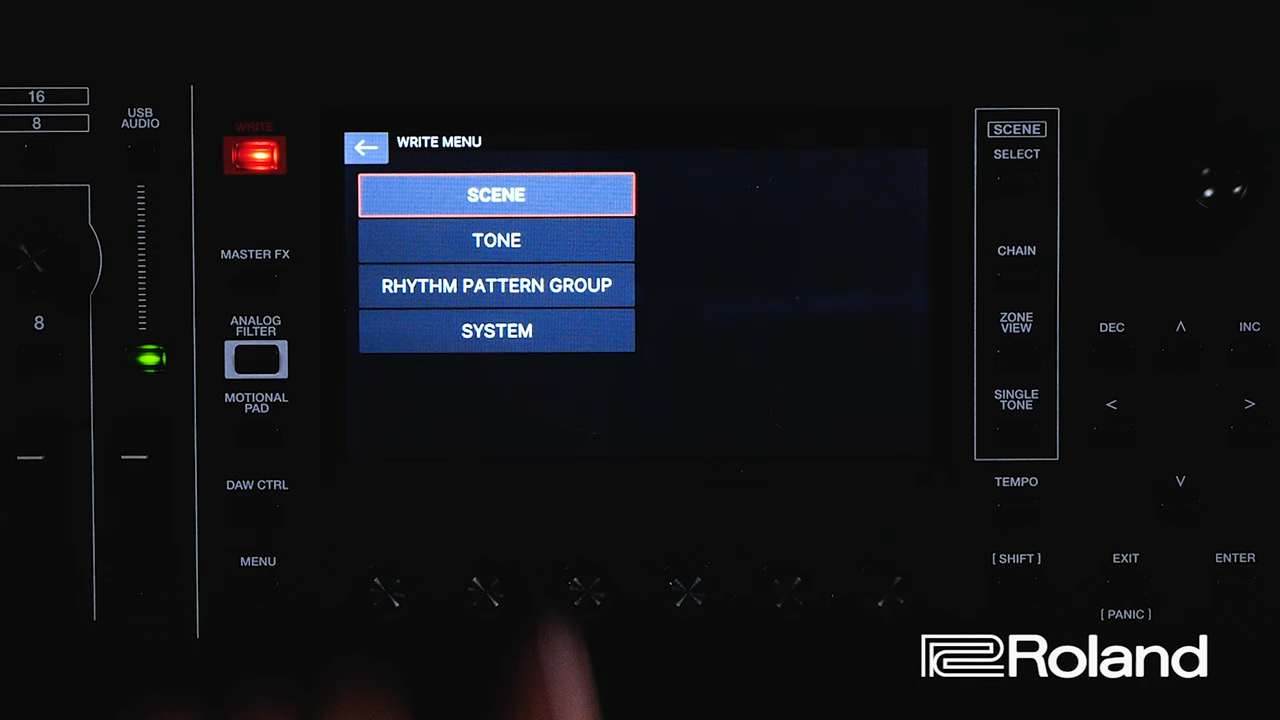 16
8
USB
AUDIO
8
WRITE
MASTER FX
ANALOG
FILTER
MOTIONAL
PAD
DAW CTRL
MENU
WRITE MENU
SCENE
TONE
RHYTHM PATTERN GROUP
SYSTEM
SCENE
SELECT
CHAIN
ZONE
VIEW
SINGLE
TONE
TEMPO
[ SHIFT ]
DEC
INC
EXIT
ENTER
[ PANIC ]
Roland